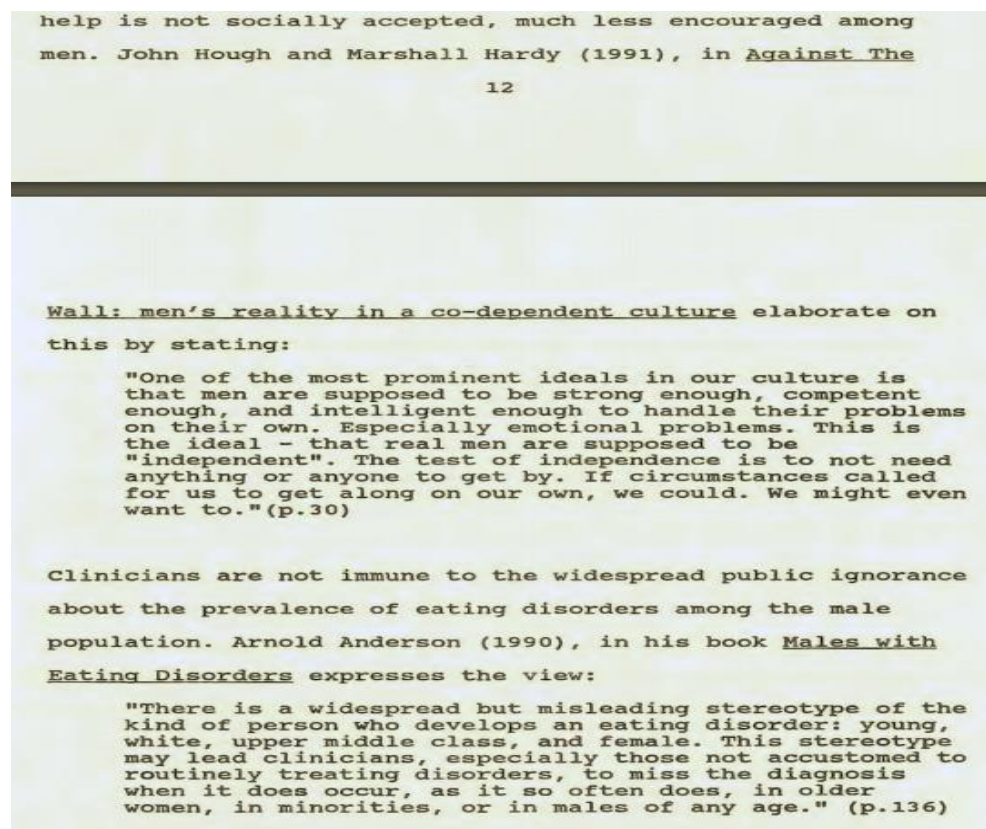 help is not socially accepted, much less encouraged among
men. John Hough and Marshall Hardy (1991), in Against The
12
Wall: men's reality in a co-dependent culture elaborate on
this by stating:
"One of the most prominent ideals in our culture is
that men are supposed to be strong enough, competent
enough, and intelligent enough to handle their problems
on their own. Especially emotional problems. This is
the ideal - that real men are supposed to be
"independent". The test of independence is to not need
anything or anyone to get by. If circumstances called
for us to get along on our own, we could. We might even
want to."(p.30)
Clinicians are not immune to the widespread public ignorance
about the prevalence of eating disorders among the male
population. Arnold Anderson (1990), in his book Males with
Eating Disorders expresses the view:
"There is a widespread but misleading stereotype of the
kind of person who develops an eating disorder: young,
white, upper middle class, and female. This stereotype
may lead clinicians, especially those not accustomed to
routinely treating disorders, to miss the diagnosis
when it does occur, as it so often does, in older
women, in minorities, or in males of any age." (p.136)